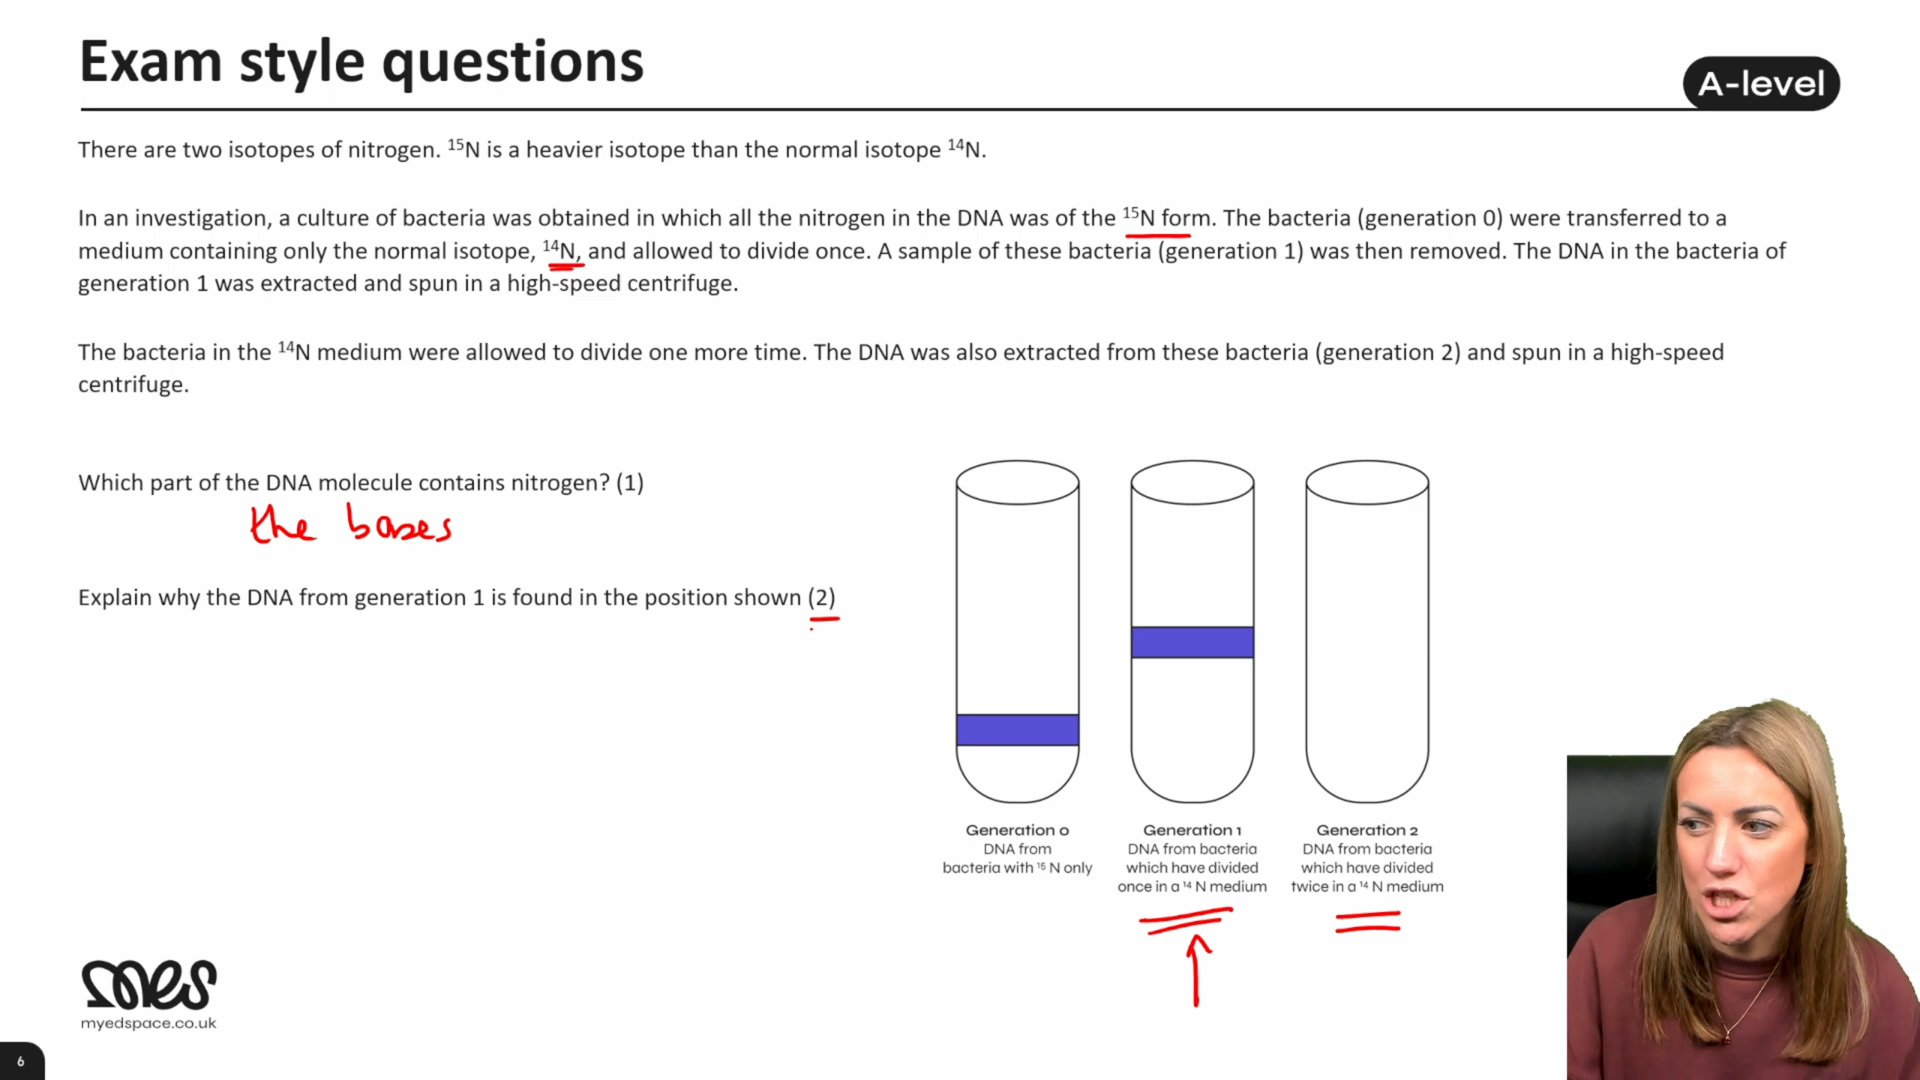 Exam style questions
A-level
There are two isotopes of nitrogen. ¹⁵N is a heavier isotope than the normal isotope ¹⁴N.
In an investigation, a culture of bacteria was obtained in which all the nitrogen in the DNA was of the ¹⁵N form. The bacteria (generation 0) were transferred to a
medium containing only the normal isotope, ¹⁴N, and allowed to divide once. A sample of these bacteria (generation 1) was then removed. The DNA in the bacteria of
generation 1 was extracted and spun in a high-speed centrifuge.
The bacteria in the ¹⁴N medium were allowed to divide one more time. The DNA was also extracted from these bacteria (generation 2) and spun in a high-speed
centrifuge.
Which part of the DNA molecule contains nitrogen? (1)
the bases
Explain why the DNA from generation 1 is found in the position shown (2)
Generation 0
DNA from
bacteria with ¹⁵ N only
Generation 1
DNA from bacteria
which have divided
once in a ¹⁴ N medium
Generation 2
DNA from bacteria
which have divided
twice in a ¹⁴ N medium
mes
myedspace.co.uk
6